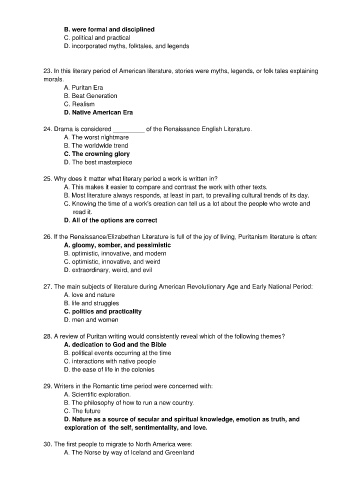 B. were formal and disciplined
C. political and practical
D. incorporated myths, folktales, and legends
23. In this literary period of American literature, stories were myths, legends, or folk tales explaining
morals.
A. Puritan Era
B. Beat Generation
C. Realism
D. Native American Era
24. Drama is considered __________ of the Renaissance English Literature.
A. The worst nightmare
B. The worldwide trend
C. The crowning glory
D. The best masterpiece
25. Why does it matter what literary period a work is written in?
A. This makes it easier to compare and contrast the work with other texts.
B. Most literature always responds, at least in part, to prevailing cultural trends of its day.
C. Knowing the time of a work's creation can tell us a lot about the people who wrote and
read it.
D. All of the options are correct
26. If the Renaissance/Elizabethan Literature is full of the joy of living, Puritanism literature is often:
A. gloomy, somber, and pessimistic
B. optimistic, innovative, and modern
C. optimistic, innovative, and weird
D. extraordinary, weird, and evil
27. The main subjects of literature during American Revolutionary Age and Early National Period:
A. love and nature
B. life and struggles
C. politics and practicality
D. men and women
28. A review of Puritan writing would consistently reveal which of the following themes?
A. dedication to God and the Bible
B. political events occurring at the time
C. interactions with native people
D. the ease of life in the colonies
29. Writers in the Romantic time period were concerned with:
A. Scientific exploration.
B. The philosophy of how to run a new country.
C. The future
D. Nature as a source of secular and spiritual knowledge, emotion as truth, and
exploration of the self, sentimentality, and love.
30. The first people to migrate to North America were:
A. The Norse by way of Iceland and Greenland